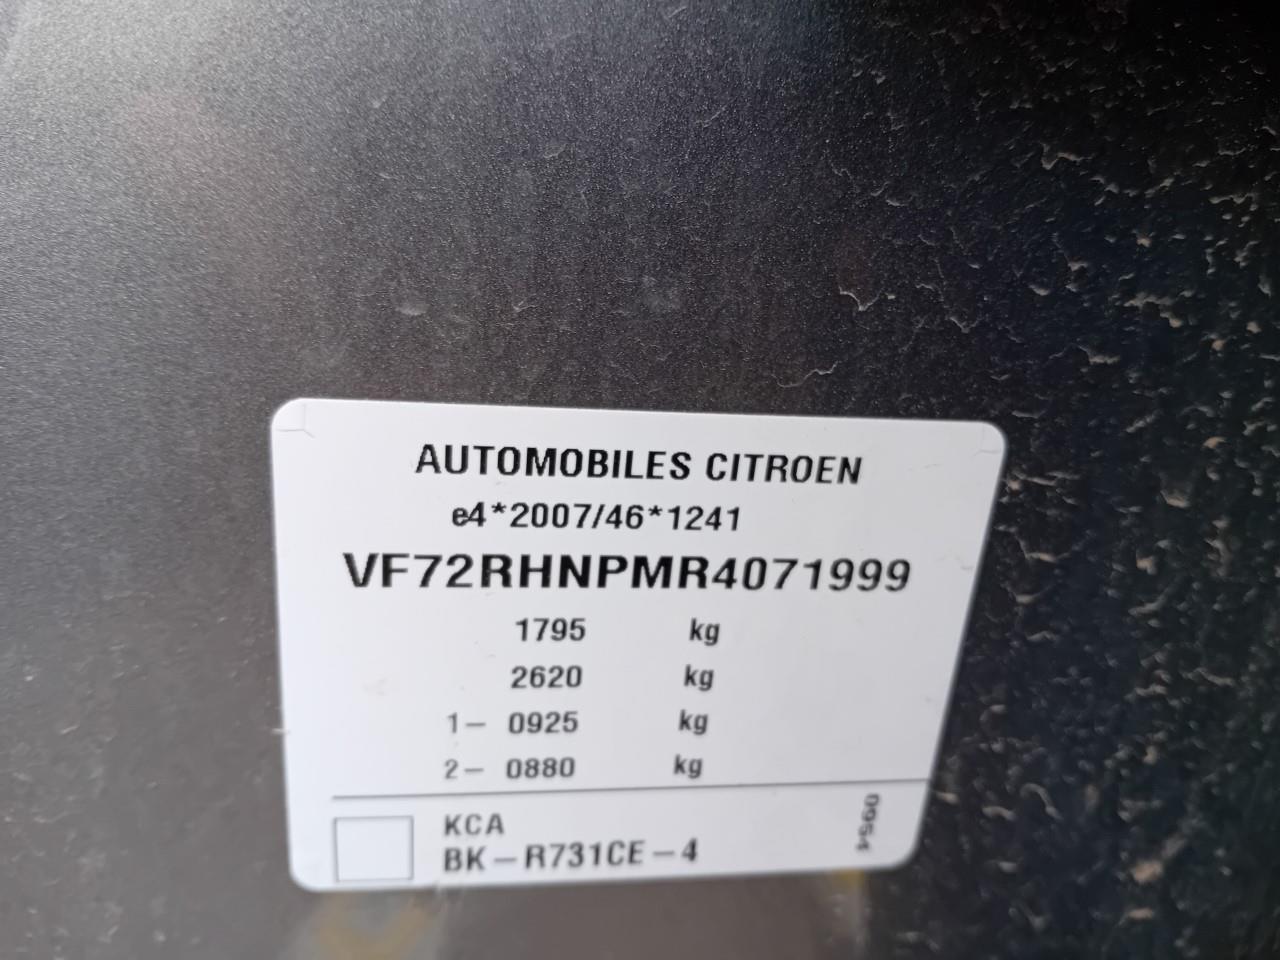 AUTOMOBILES CITROEN
e4*2007/46*1241
VF72RHNPMR4071999
1795 kg
2620 kg
1- 0925 kg
2- 0880 kg
KCA
BK-R731CE-4
0954